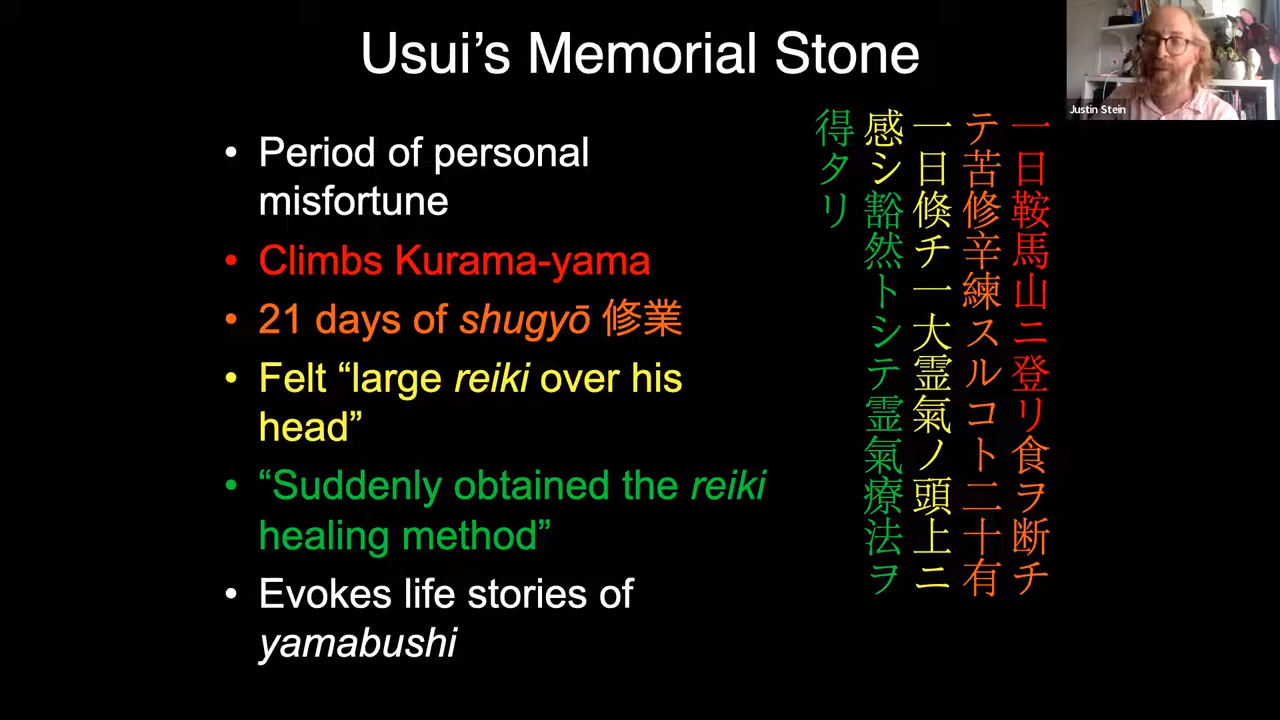 Usui's Memorial Stone
Justin Stein
• Period of personal
misfortune
• Climbs Kurama-yama
• 21 days of shugyō 修業
• Felt “large reiki over his
head”
• “Suddenly obtained the reiki
healing method”
• Evokes life stories of
yamabushi
一日鞍馬山ニ登リ食ヲ断チ
テ苦修辛練スルコト二十有
一日倏チ一大霊氣ノ頭上ニ
感シ豁然トシテ霊氣療法ヲ
得タリ